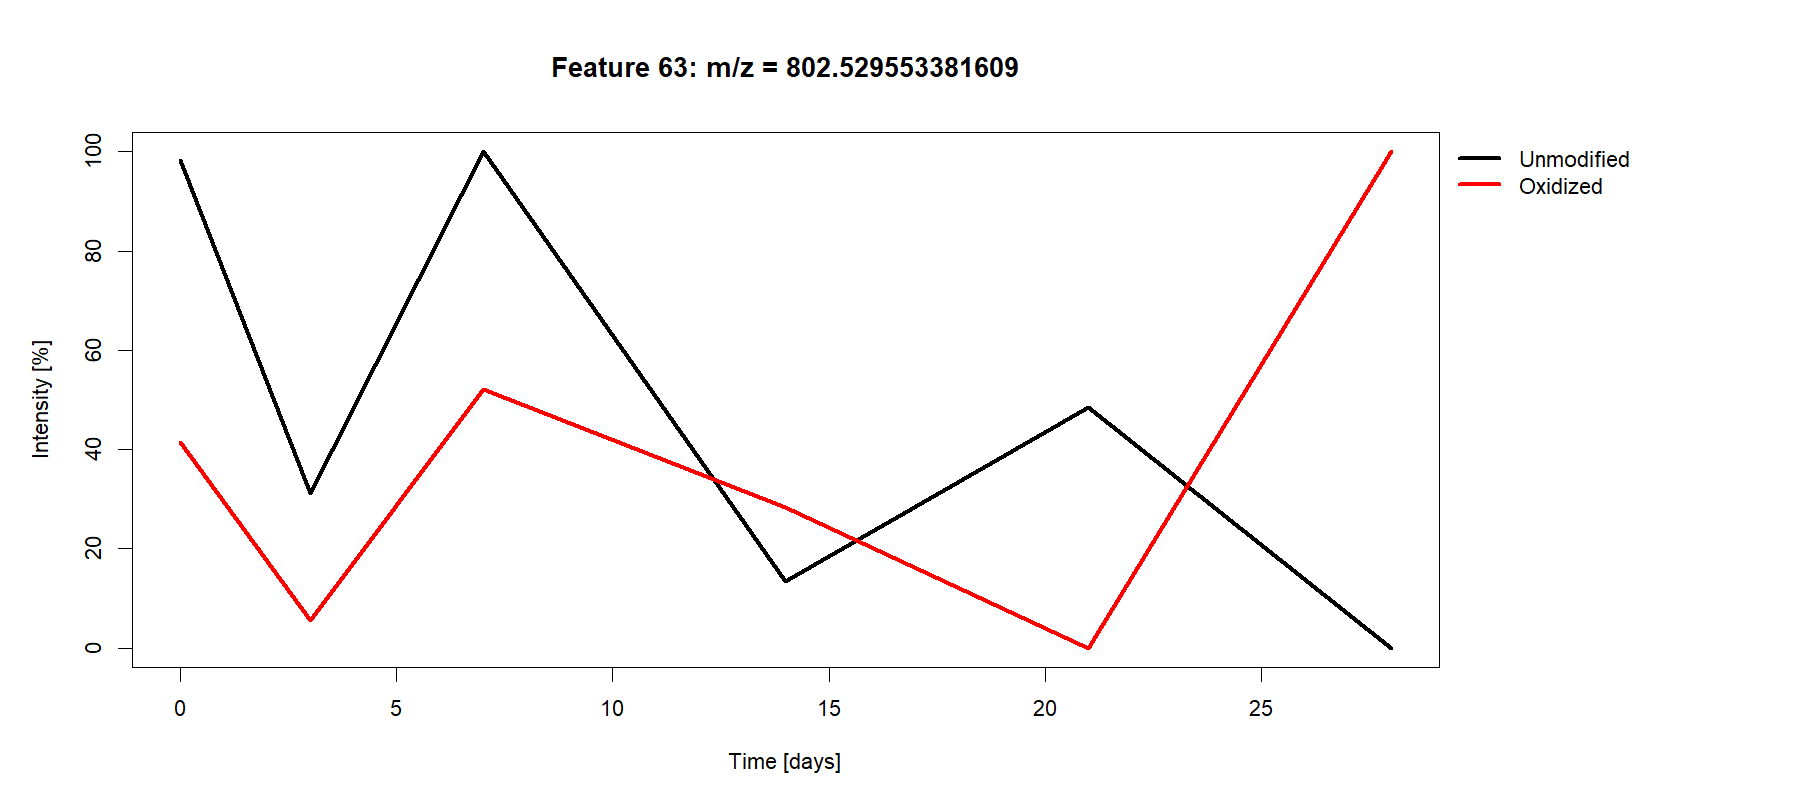 Feature 63: m/z = 802.529553381609
Unmodified
Oxidized
Intensity [%]
100
80
60
40
20
0
0 5 10 15 20 25
Time [days]